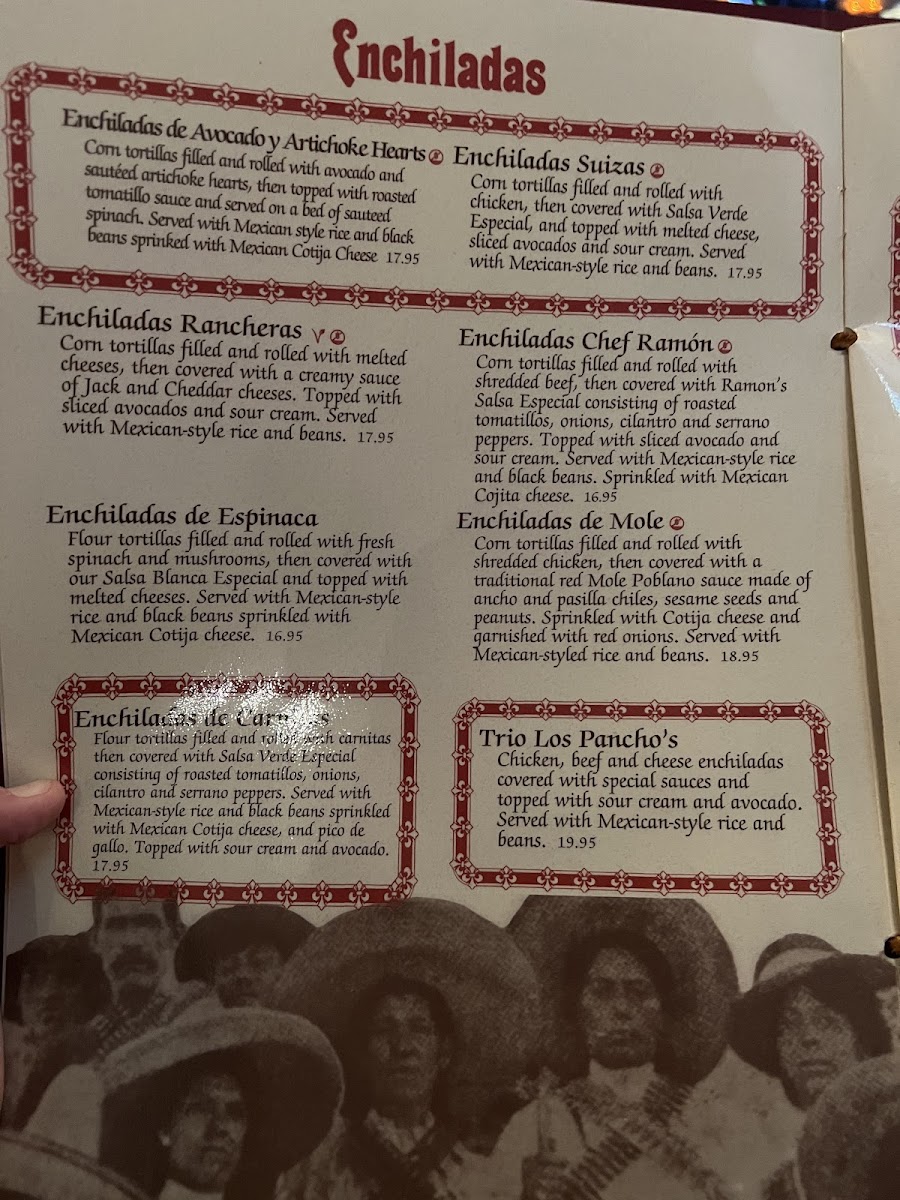 Enchiladas
Enchiladas de Avocado y Artichoke Hearts
Corn tortillas filled and rolled with avocado and
sautéed artichoke hearts, then topped with roasted
tomatillo sauce and served on a bed of sauteed
spinach. Served with Mexican style rice and black
beans sprinked with Mexican Cotija Cheese 17.95
Enchiladas Suizas
Corn tortillas filled and rolled with
chicken, then covered with Salsa Verde
Especial, and topped with melted cheese,
sliced avocados and sour cream. Served
with Mexican-style rice and beans. 17.95
Enchiladas Rancheras V
Corn tortillas filled and rolled with melted
cheeses, then covered with a creamy sauce
of Jack and Cheddar cheeses. Topped with
sliced avocados and sour cream. Served
with Mexican-style rice and beans. 17.95
Enchiladas Chef Ramón
Corn tortillas filled and rolled with
shredded beef, then covered with Ramon's
Salsa Especial consisting of roasted
tomatillos, onions, cilantro and serrano
peppers. Topped with sliced avocado and
sour cream. Served with Mexican-style rice
and black beans. Sprinkled with Mexican
Cojita cheese. 16.95
Enchiladas de Espinaca
Flour tortillas filled and rolled with fresh
spinach and mushrooms, then covered with
our Salsa Blanca Especial and topped with
melted cheeses. Served with Mexican-style
rice and black beans sprinkled with
Mexican Cotija cheese. 16.95
Enchiladas de Mole
Corn tortillas filled and rolled with
shredded chicken, then covered with a
traditional red Mole Poblano sauce made of
ancho and pasilla chiles, sesame seeds and
peanuts. Sprinkled with Cotija cheese and
garnished with red onions. Served with
Mexican-styled rice and beans. 18.95
Enchiladas de Carnitas
Flour tortillas filled and rolled with carnitas
then covered with Salsa Verde Especial
consisting of roasted tomatillos, onions,
cilantro and serrano peppers. Served with
Mexican-style rice and black beans sprinkled
with Mexican Cotija cheese, and pico de
gallo. Topped with sour cream and avocado.
17.95
Trio Los Pancho's
Chicken, beef and cheese enchiladas
covered with special sauces and
topped with sour cream and avocado.
Served with Mexican-style rice and
beans. 19.95